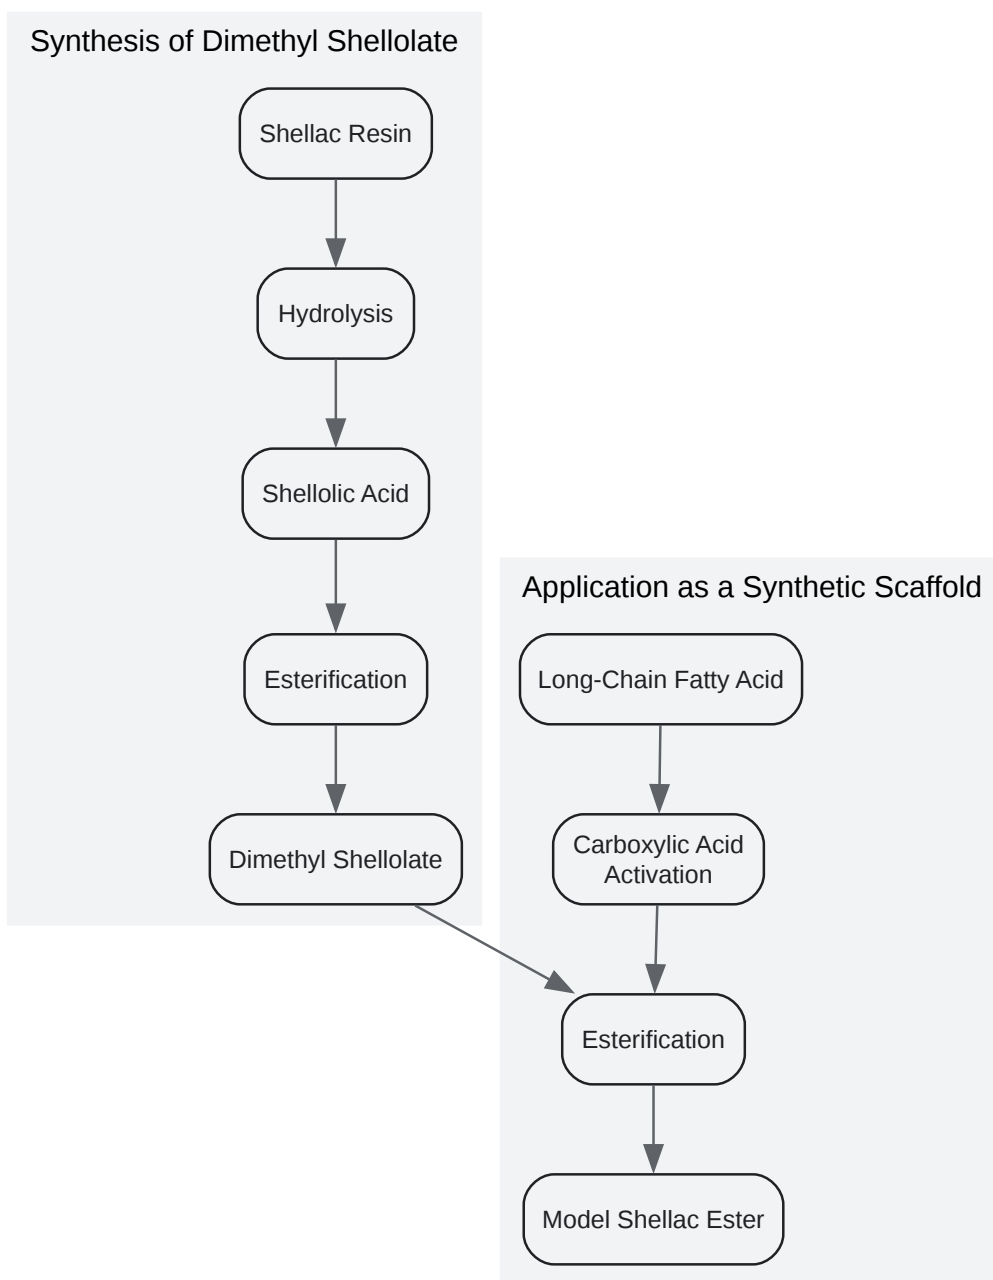 Synthesis of Dimethyl Shellolate
Shellac Resin
Hydrolysis
Shellolic Acid
Esterification
Dimethyl Shellolate
Application as a Synthetic Scaffold
Long-Chain Fatty Acid
Carboxylic Acid
Activation
Esterification
Model Shellac Ester